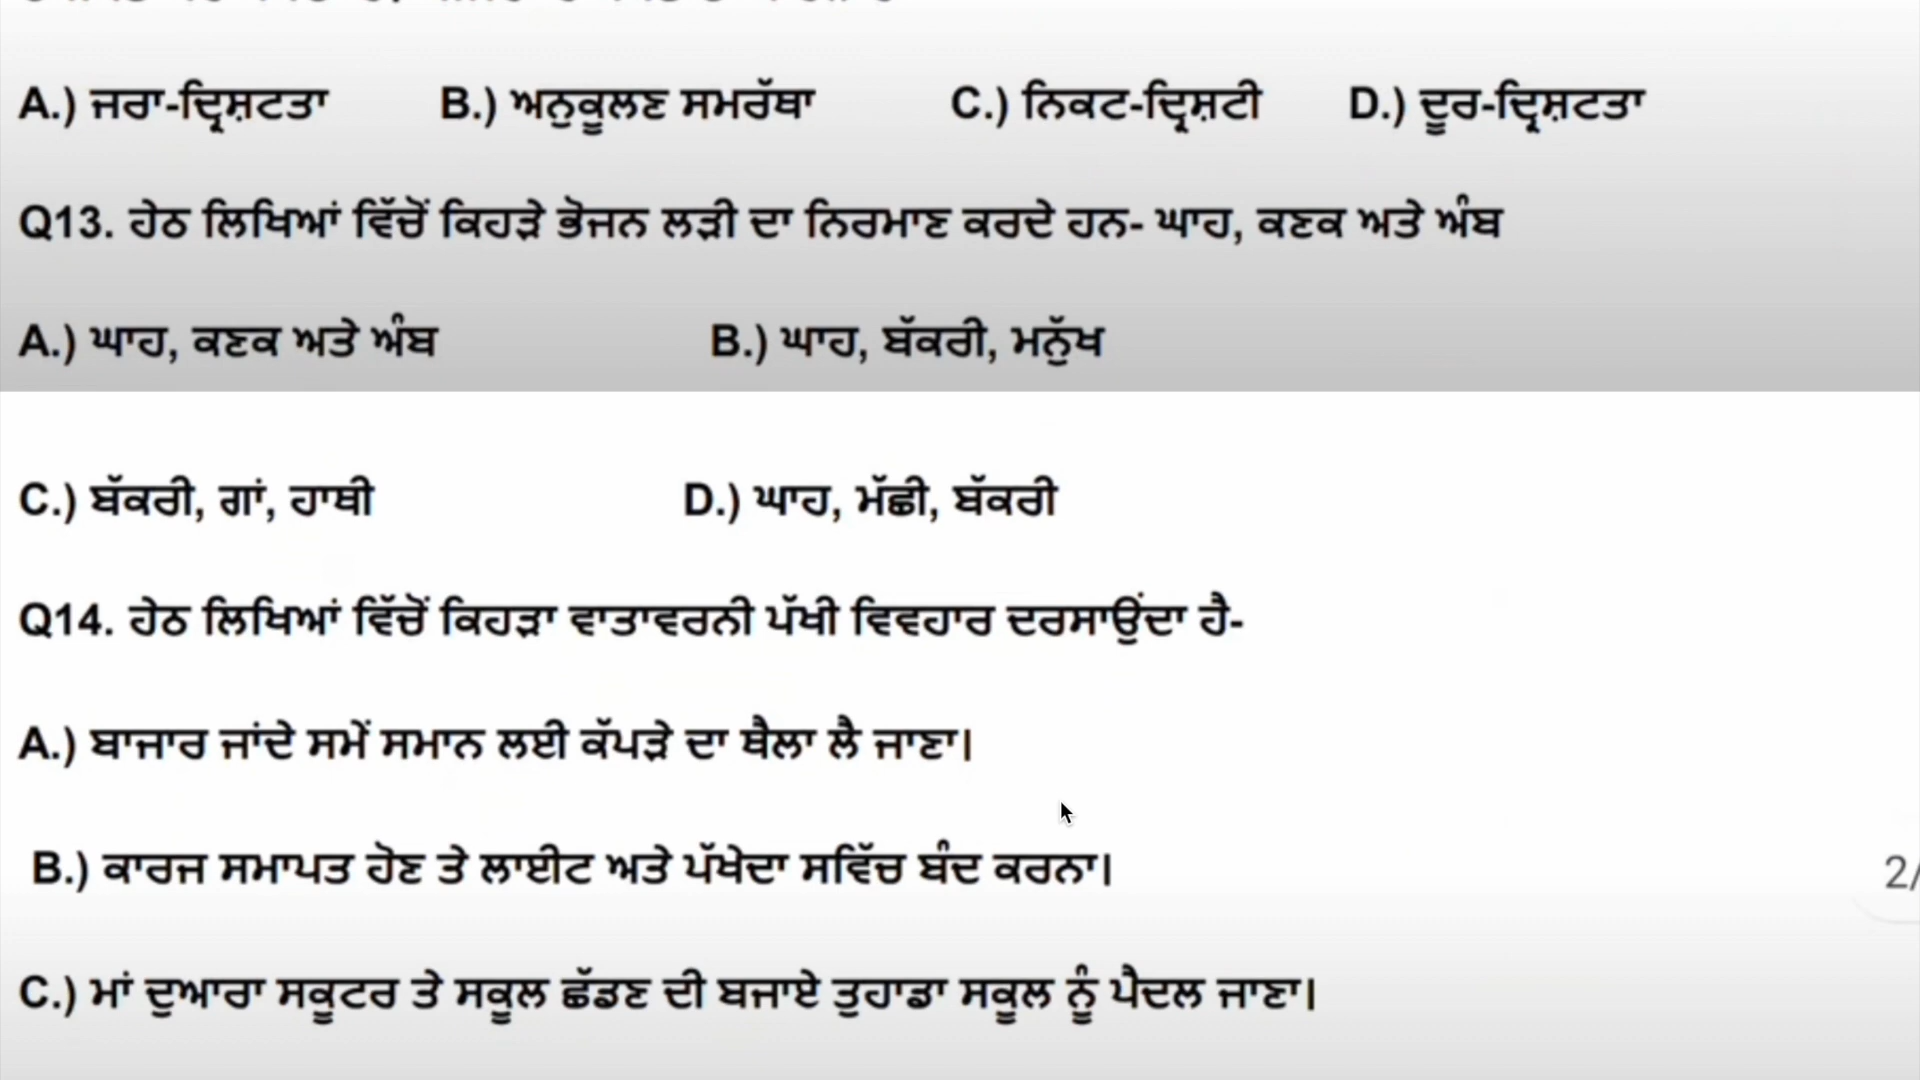 A.) ਜਰਾ-ਦ੍ਰਿਸ਼ਟਤਾ B.) ਅਨੁਕੂਲਣ ਸਮਰੱਥਾ C.) ਨਿਕਟ-ਦ੍ਰਿਸ਼ਟੀ D.) ਦੂਰ-ਦ੍ਰਿਸ਼ਟਤਾ
Q13. ਹੇਠ ਲਿਖਿਆਂ ਵਿੱਚੋਂ ਕਿਹੜੇ ਭੋਜਨ ਲੜੀ ਦਾ ਨਿਰਮਾਣ ਕਰਦੇ ਹਨ- ਘਾਹ, ਕਣਕ ਅਤੇ ਅੰਬ
A.) ਘਾਹ, ਕਣਕ ਅਤੇ ਅੰਬ B.) ਘਾਹ, ਬੱਕਰੀ, ਮਨੁੱਖ
C.) ਬੱਕਰੀ, ਗਾਂ, ਹਾਥੀ D.) ਘਾਹ, ਮੱਛੀ, ਬੱਕਰੀ
Q14. ਹੇਠ ਲਿਖਿਆਂ ਵਿੱਚੋਂ ਕਿਹੜਾ ਵਾਤਾਵਰਨੀ ਪੱਖੀ ਵਿਵਹਾਰ ਦਰਸਾਉਂਦਾ ਹੈ-
A.) ਬਾਜਾਰ ਜਾਂਦੇ ਸਮੇਂ ਸਮਾਨ ਲਈ ਕੱਪੜੇ ਦਾ ਥੈਲਾ ਲੈ ਜਾਣਾ।
B.) ਕਾਰਜ ਸਮਾਪਤ ਹੋਣ ਤੇ ਲਾਈਟ ਅਤੇ ਪੱਖੇਦਾ ਸਵਿੱਚ ਬੰਦ ਕਰਨਾ।
2/
C.) ਮਾਂ ਦੁਆਰਾ ਸਕੂਟਰ ਤੇ ਸਕੂਲ ਛੱਡਣ ਦੀ ਬਜਾਏ ਤੁਹਾਡਾ ਸਕੂਲ ਨੂੰ ਪੈਦਲ ਜਾਣਾ।